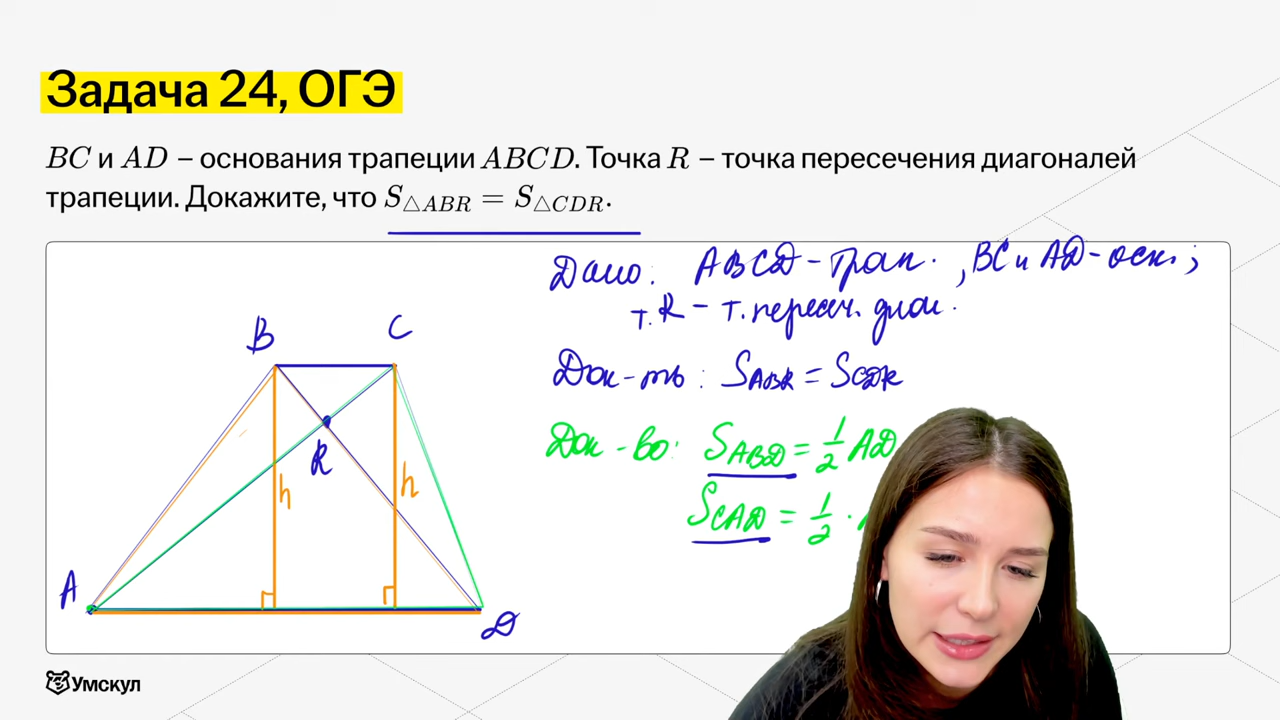 Задача 24, ОГЭ
BC и AD – основания трапеции ABCD. Точка R – точка пересечения диагоналей
трапеции. Докажите, что S△ABR = S△CDR.
Дано: ABCD - трап. , BC и AD - осн. ;
т. R - т. пересеч. диаг.
Док-ть: SABR = SCDR
Док-во: SABD = 1/2 AD
SCAD = 1/2 ·
B C
R
h h
A D
Умскул